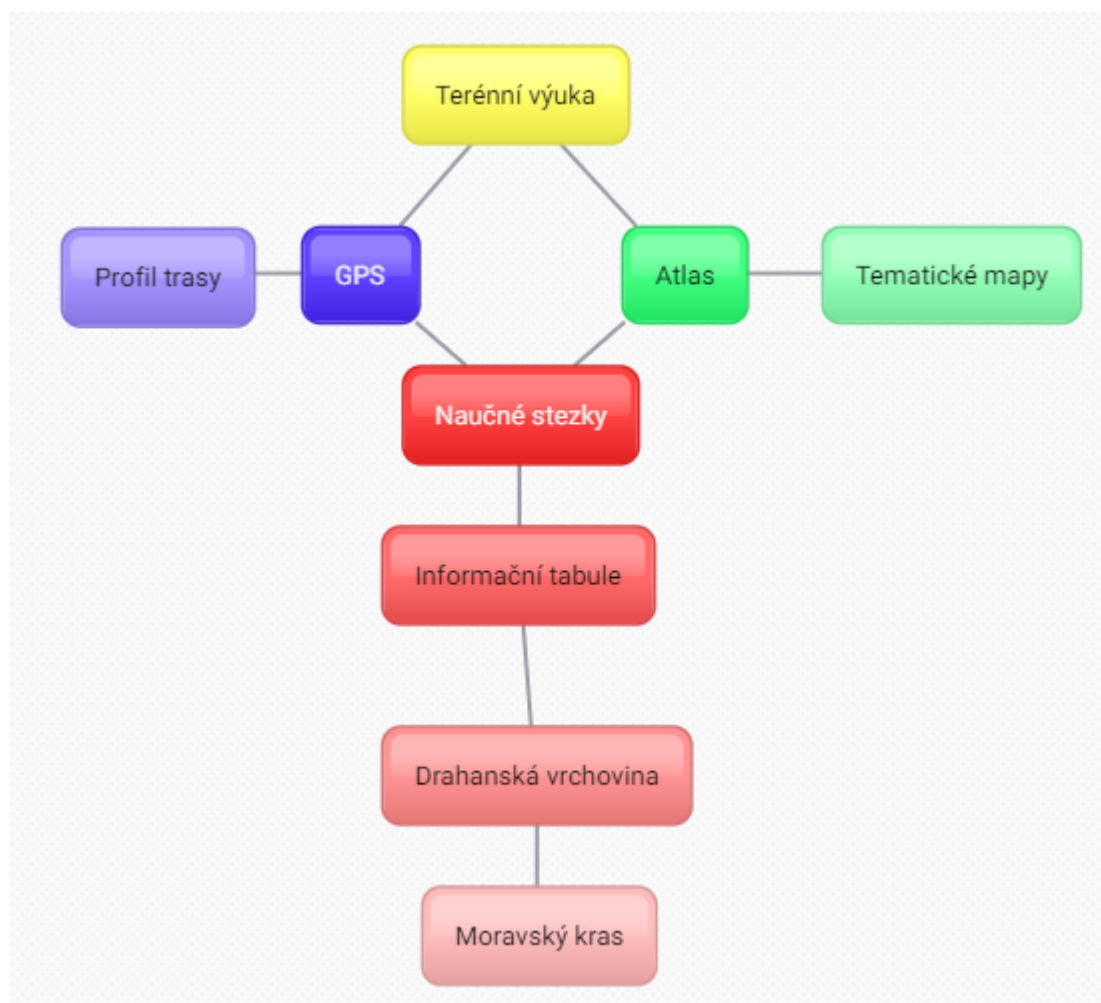 Terénní výuka
Profil trasy
GPS
Atlas
Tematické mapy
Naučné stezky
Informační tabule
Drahanská vrchovina
Moravský kras